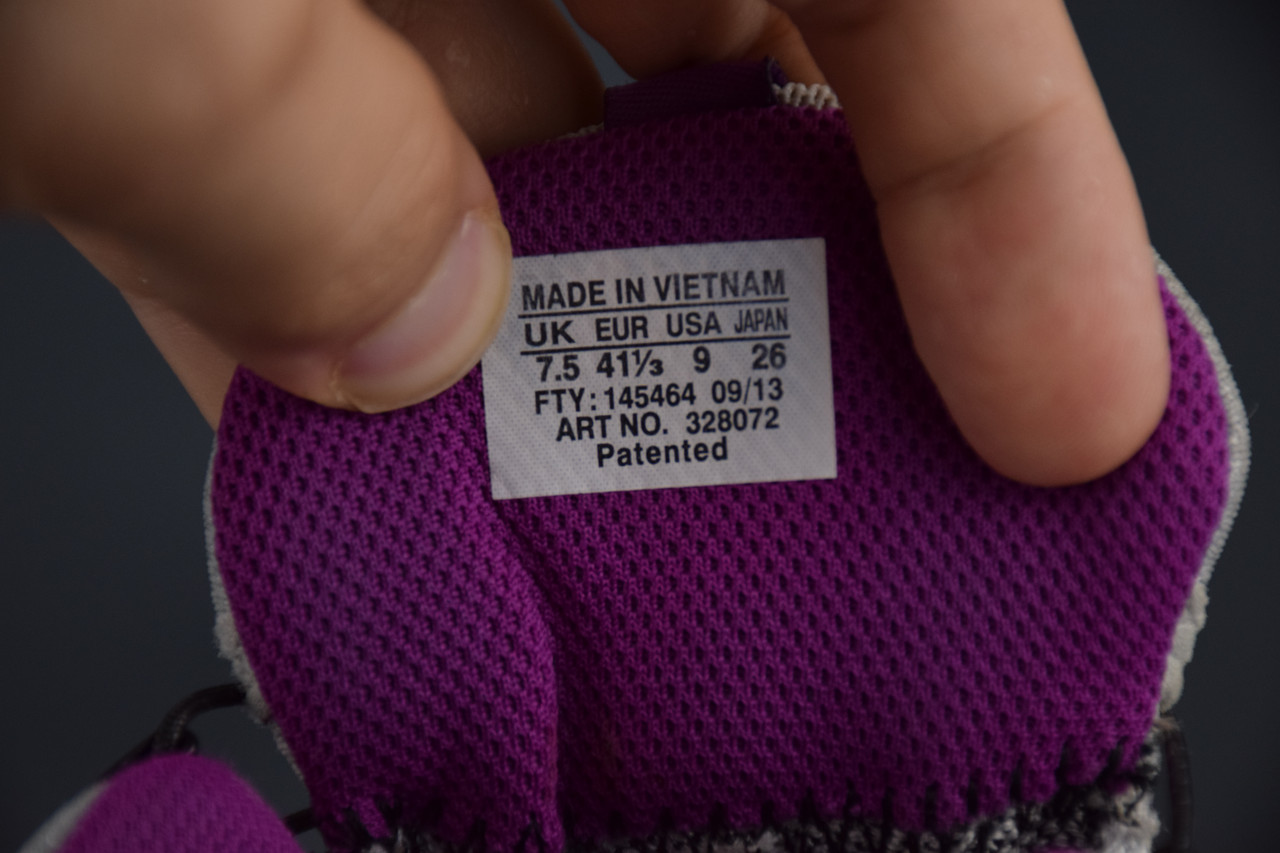 MADE IN VIETNAM
UK EUR USA JAPAN
7.5 41⅓ 9 26
FTY: 145464 09/13
ART NO. 328072
Patented